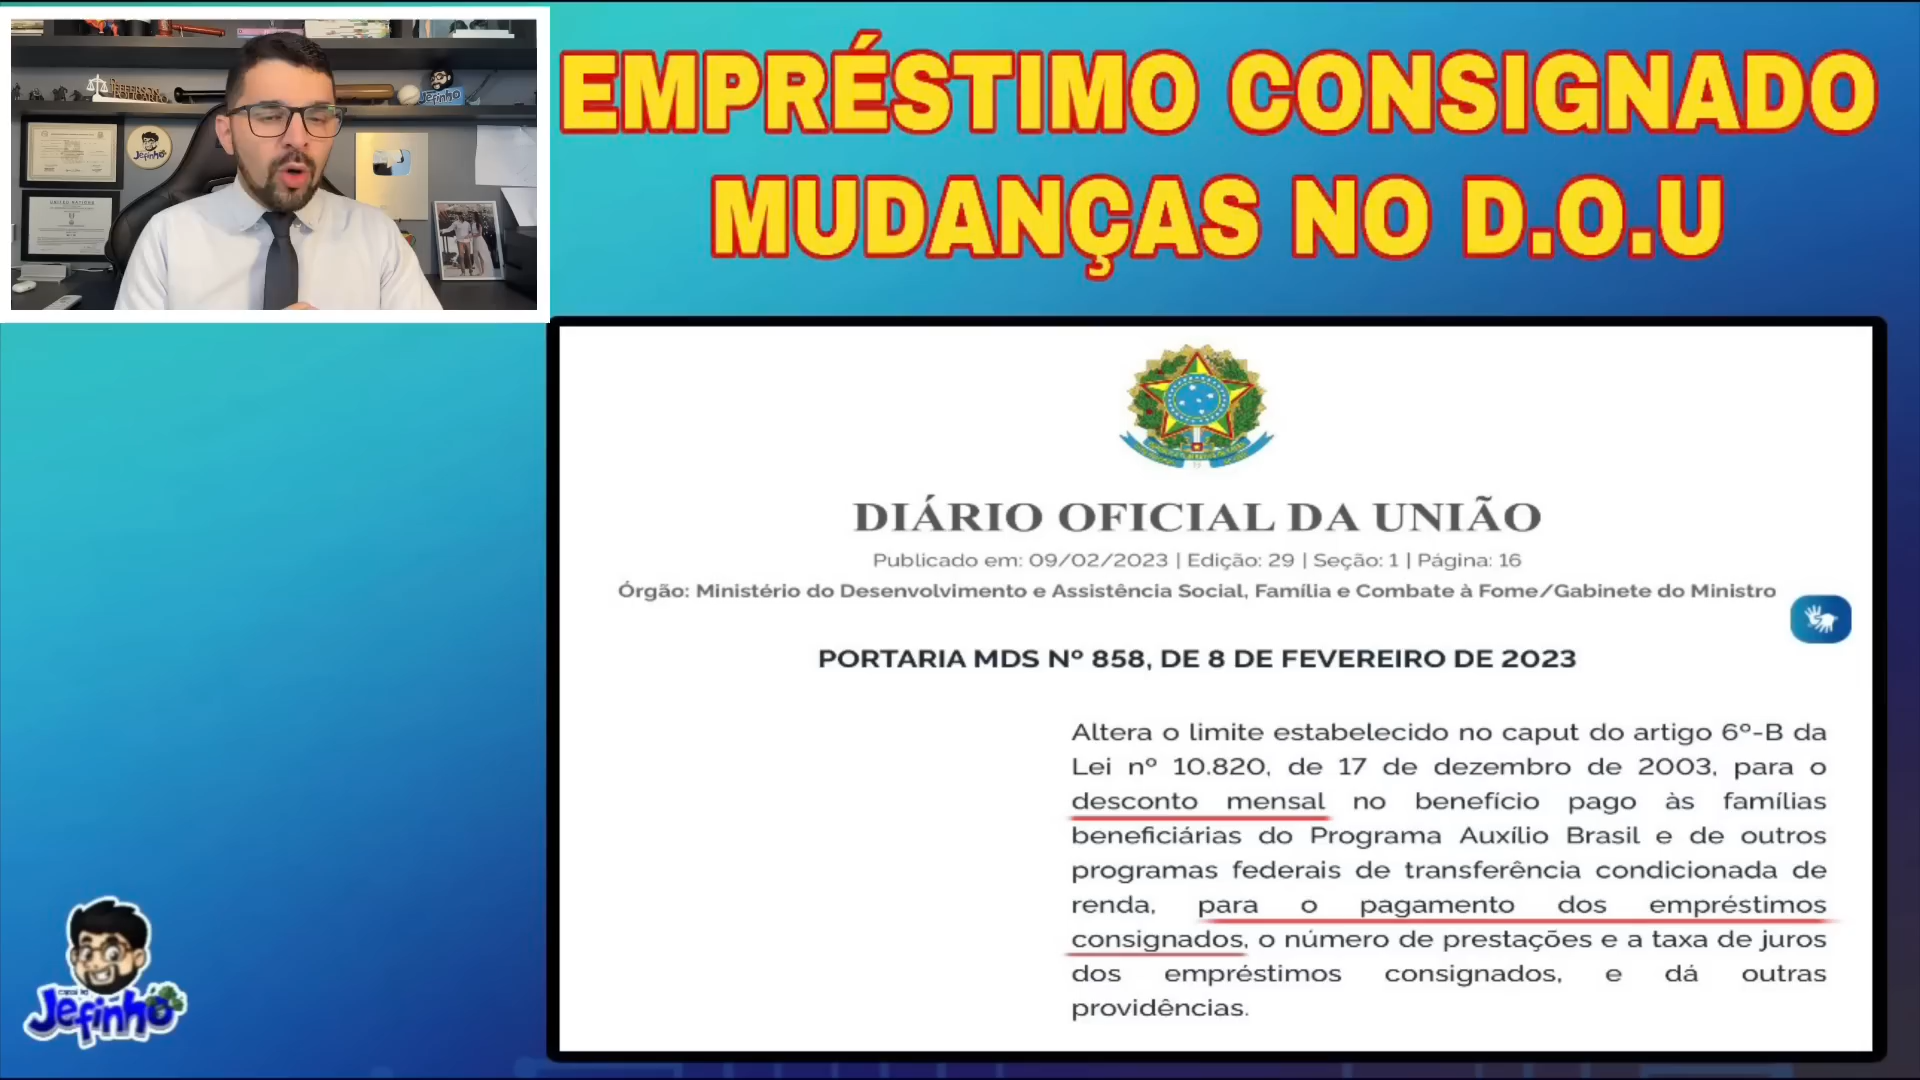 EMPRÉSTIMO CONSIGNADO
MUDANÇAS NO D.O.U
JEFERSON
POLICARPO
Jefinho
Jefinho
DIÁRIO OFICIAL DA UNIÃO
Publicado em: 09/02/2023 | Edição: 29 | Seção: 1 | Página: 16
Órgão: Ministério do Desenvolvimento e Assistência Social, Família e Combate à Fome/Gabinete do Ministro
PORTARIA MDS Nº 858, DE 8 DE FEVEREIRO DE 2023
Altera o limite estabelecido no caput do artigo 6º-B da
Lei nº 10.820, de 17 de dezembro de 2003, para o
desconto mensal no benefício pago às famílias
beneficiárias do Programa Auxílio Brasil e de outros
programas federais de transferência condicionada de
renda, para o pagamento dos empréstimos
consignados, o número de prestações e a taxa de juros
dos empréstimos consignados, e dá outras
providências.
Jefinho